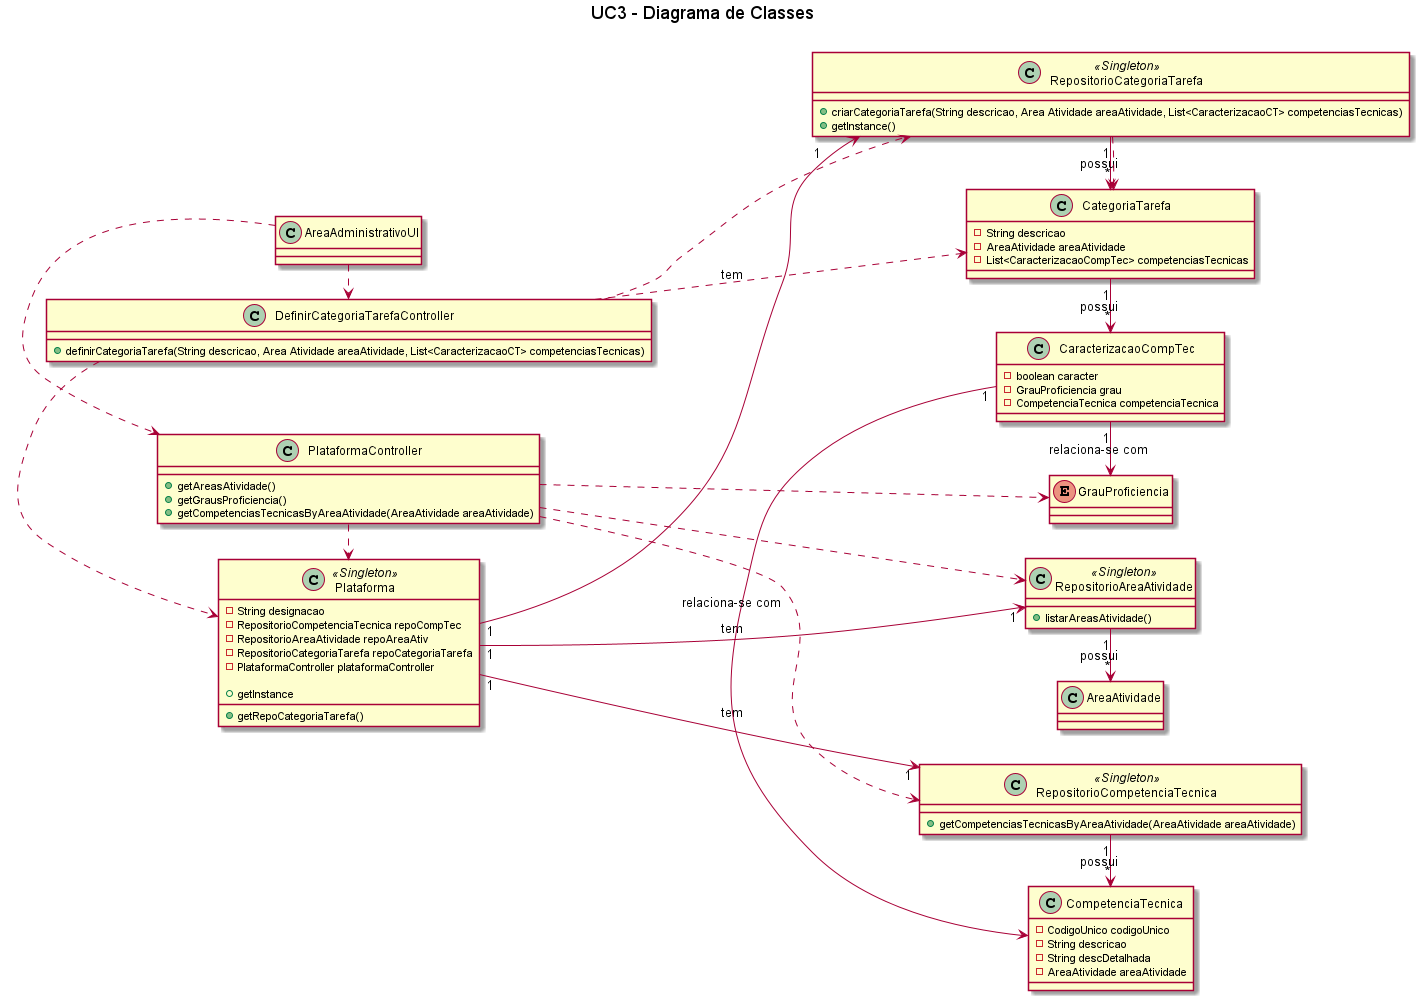 UC3 - Diagrama de Classes
«Singleton»
C RepositorioCategoriaTarefa
criarCategoriaTarefa(String descricao, Area Atividade areaAtividade, List<CaracterizacaoCT> competenciasTecnicas)
getInstance()
1
1
possui
*
C CategoriaTarefa
String descricao
AreaAtividade areaAtividade
List<CaracterizacaoCompTec> competenciasTecnicas
C AreaAdministrativoUI
tem
C DefinirCategoriaTarefaController
definirCategoriaTarefa(String descricao, Area Atividade areaAtividade, List<CaracterizacaoCT> competenciasTecnicas)
1
possui
*
C CaracterizacaoCompTec
boolean caracter
GrauProficiencia grau
CompetenciaTecnica competenciaTecnica
1
1
relaciona-se com
C PlataformaController
getAreasAtividade()
getGrausProficiencia()
getCompetenciasTecnicasByAreaAtividade(AreaAtividade areaAtividade)
E GrauProficiencia
«Singleton»
C Plataforma
String designacao
RepositorioCompetenciaTecnica repoCompTec
RepositorioAreaAtividade repoAreaAtiv
RepositorioCategoriaTarefa repoCategoriaTarefa
PlataformaController plataformaController
getInstance
getRepoCategoriaTarefa()
1
1
1
relaciona-se com
tem
1
«Singleton»
C RepositorioAreaAtividade
listarAreasAtividade()
1
possui
*
C AreaAtividade
tem
1
«Singleton»
C RepositorioCompetenciaTecnica
getCompetenciasTecnicasByAreaAtividade(AreaAtividade areaAtividade)
1
possui
*
C CompetenciaTecnica
CodigoUnico codigoUnico
String descricao
String descDetalhada
AreaAtividade areaAtividade